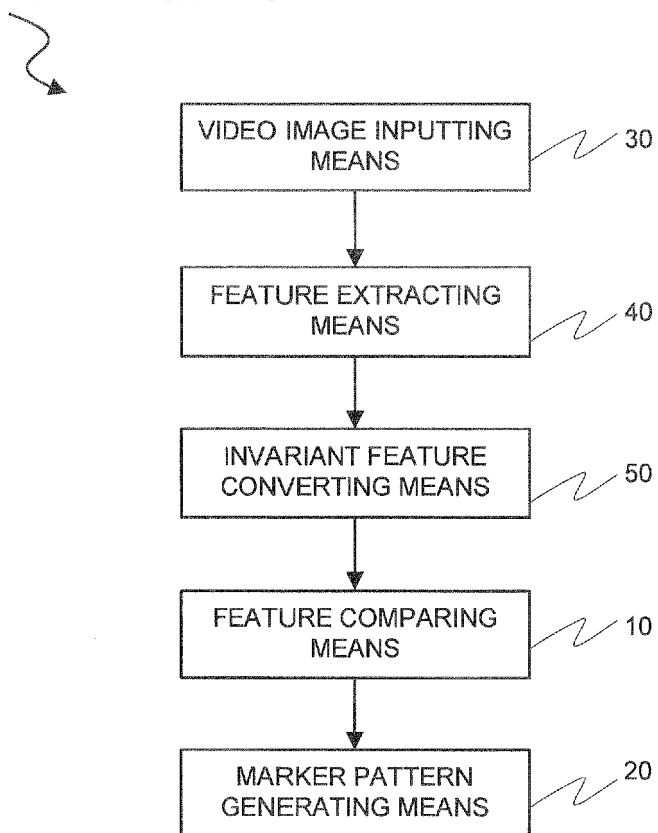 VIDEO IMAGE INPUTTING
MEANS
30
FEATURE EXTRACTING
MEANS
40
INVARIANT FEATURE
CONVERTING MEANS
50
FEATURE COMPARING
MEANS
10
MARKER PATTERN
GENERATING MEANS
20